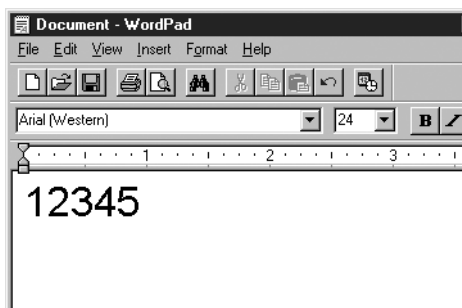 Document - WordPad
File Edit View Insert Format Help
Arial (Western) 24 B I
1 2 3
12345